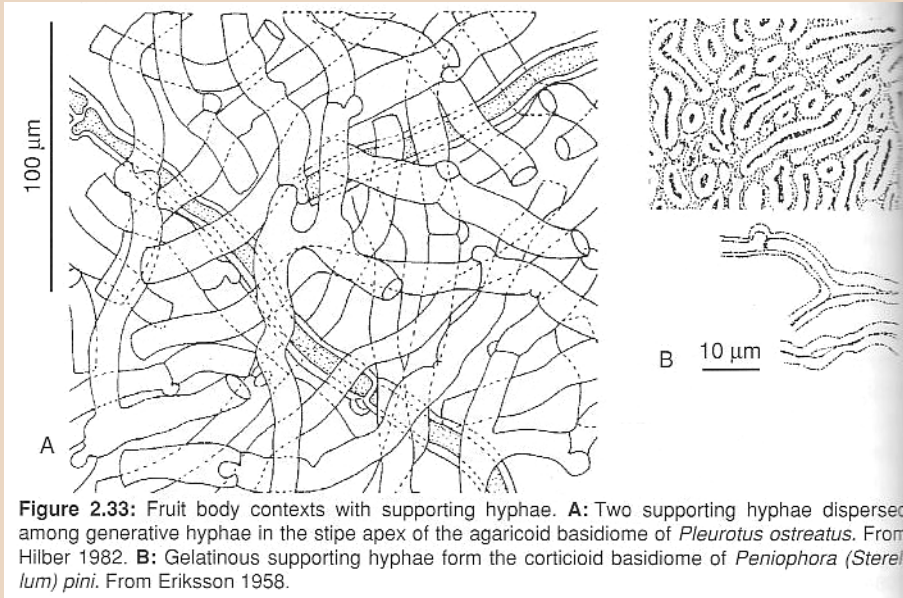 100 µm
A
B
10 µm
Figure 2.33: Fruit body contexts with supporting hyphae. A: Two supporting hyphae dispersed
among generative hyphae in the stipe apex of the agaricoid basidiome of Pleurotus ostreatus. From
Hilber 1982. B: Gelatinous supporting hyphae form the corticioid basidiome of Peniophora (Sterel-
lum) pini. From Eriksson 1958.